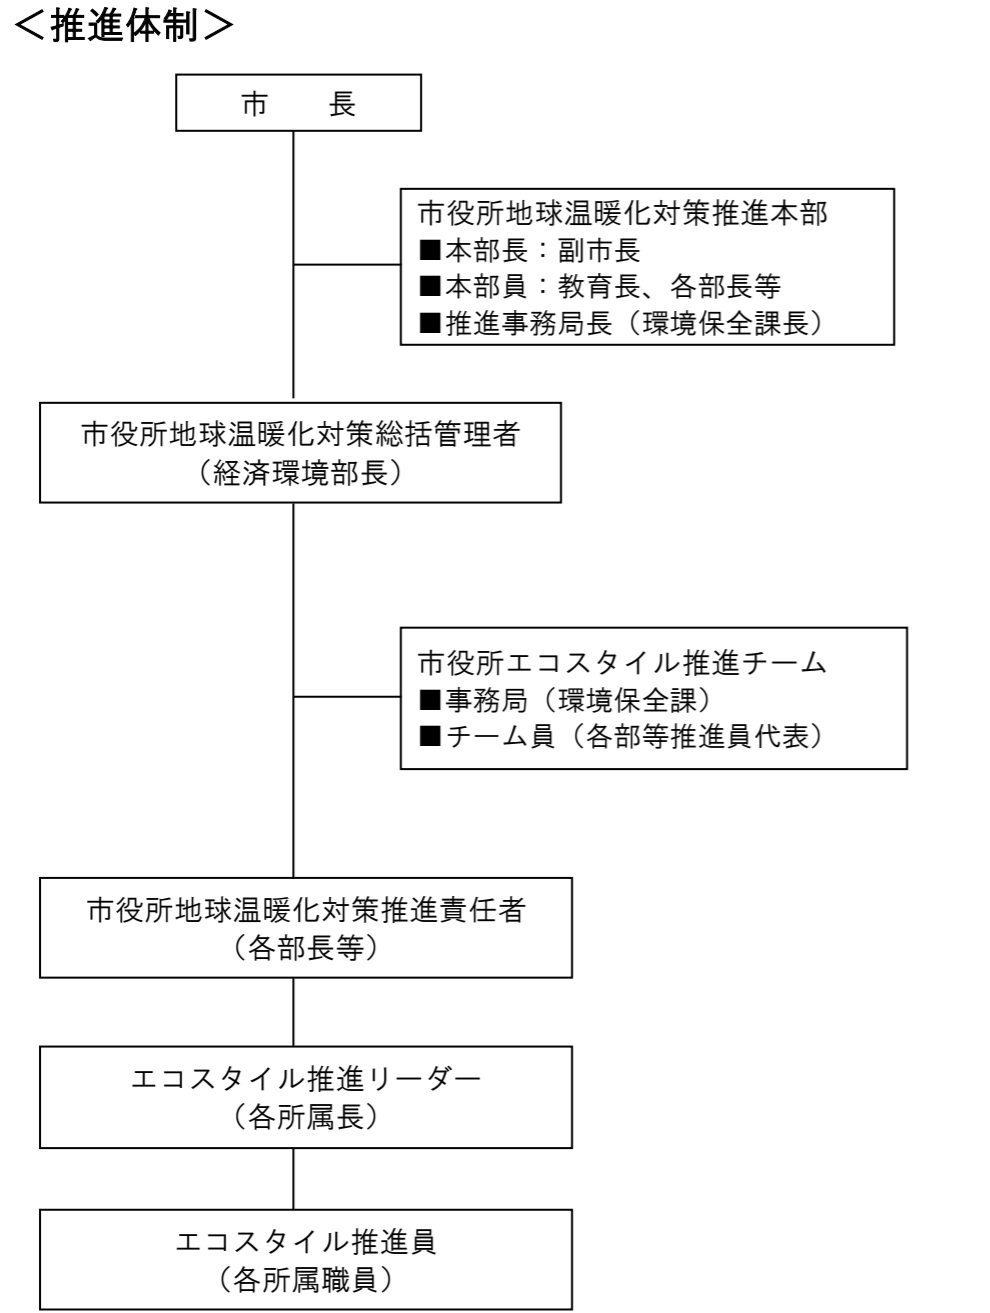 ＜推進体制＞
市　　長
市役所地球温暖化対策推進本部
■本部長：副市長
■本部員：教育長、各部長等
■推進事務局長（環境保全課長）
市役所地球温暖化対策総括管理者
（経済環境部長）
市役所エコスタイル推進チーム
■事務局（環境保全課）
■チーム員（各部等推進員代表）
市役所地球温暖化対策推進責任者
（各部長等）
エコスタイル推進リーダー
（各所属長）
エコスタイル推進員
（各所属職員）